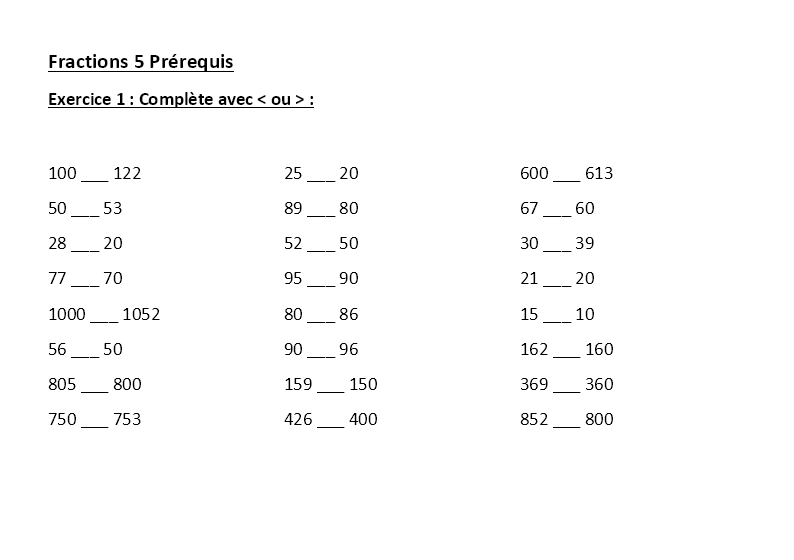 Fractions 5 Prérequis
Exercice 1 : Complète avec < ou > :
100 ___ 122 25 ___ 20 600 ___ 613
50 ___ 53 89 ___ 80 67 ___ 60
28 ___ 20 52 ___ 50 30 ___ 39
77 ___ 70 95 ___ 90 21 ___ 20
1000 ___ 1052 80 ___ 86 15 ___ 10
56 ___ 50 90 ___ 96 162 ___ 160
805 ___ 800 159 ___ 150 369 ___ 360
750 ___ 753 426 ___ 400 852 ___ 800